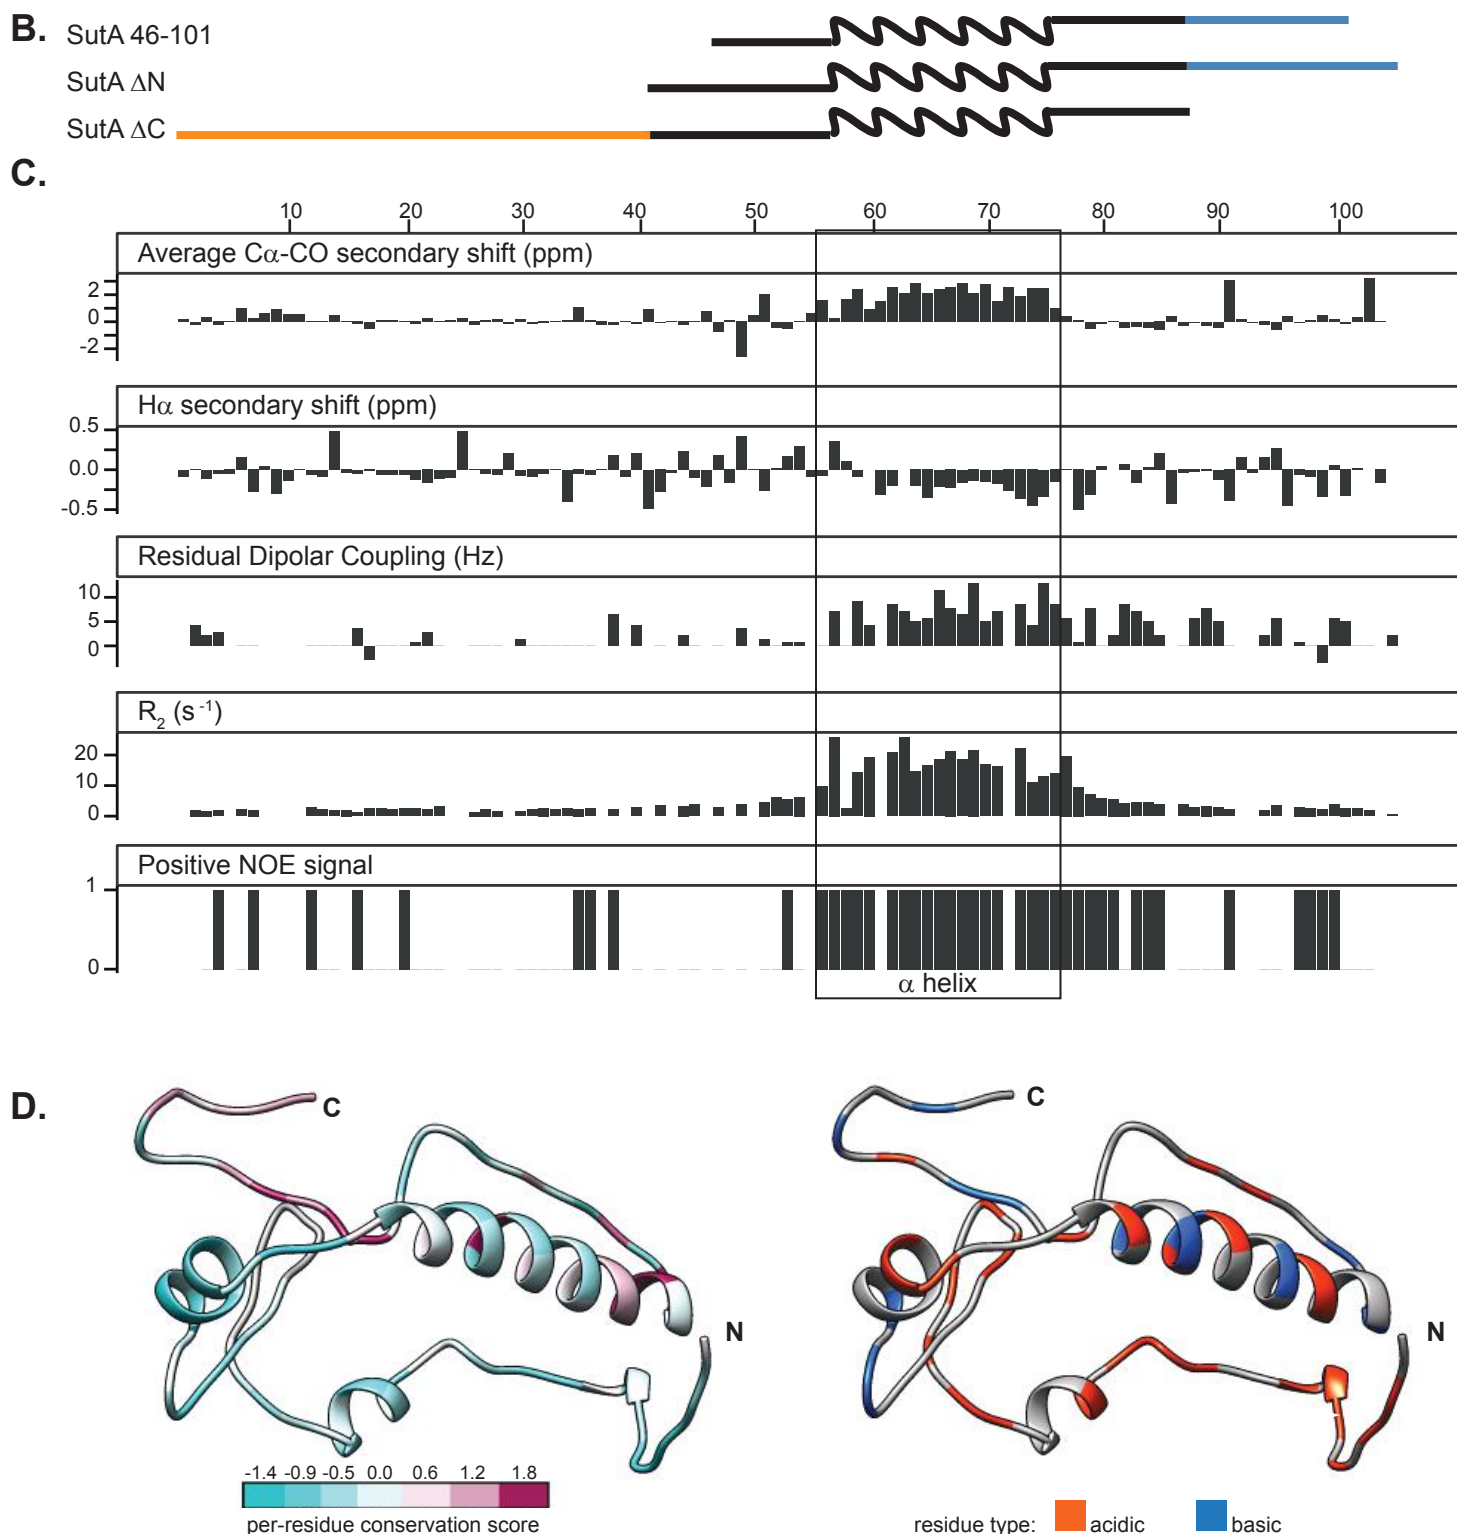 B.
SutA 46-101
SutA ΔN
SutA ΔC
C.
10 20 30 40 50 60 70 80 90 100
Average Cα-CO secondary shift (ppm)
2
0
-2
Hα secondary shift (ppm)
0.5
0.0
-0.5
Residual Dipolar Coupling (Hz)
10
5
0
R2 (s-1)
20
10
0
Positive NOE signal
1
0
α helix
D.
C
N
C
N
-1.4 -0.9 -0.5 0.0 0.6 1.2 1.8
per-residue conservation score
residue type: acidic basic